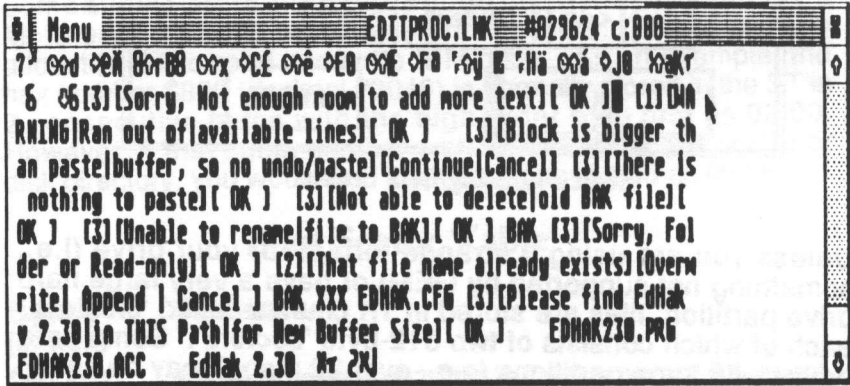 Menu EDITPROC.LNK #029624 c:000
[3][Sorry, Not enough room|to add more text][ OK ] [1][WA
RNING|Ran out of|available lines][ OK ] [3][Block is bigger th
an paste|buffer, so no undo/paste][Continue|Cancel] [3][There is
nothing to paste][ OK ] [3][Not able to delete|old BAK file][
OK ] [3][Unable to rename|file to BAK][ OK ] BAK [3][Sorry, Fol
der or Read-only][ OK ] [2][That file name already exists][Overw
rite| Append | Cancel ] BAK XXX EDHAK.CFG [3][Please find EdHak
2.30|in THIS Path|for New Buffer Size][ OK ] EDHAK230.PRG
EDHAK230.ACC EdHak 2.30